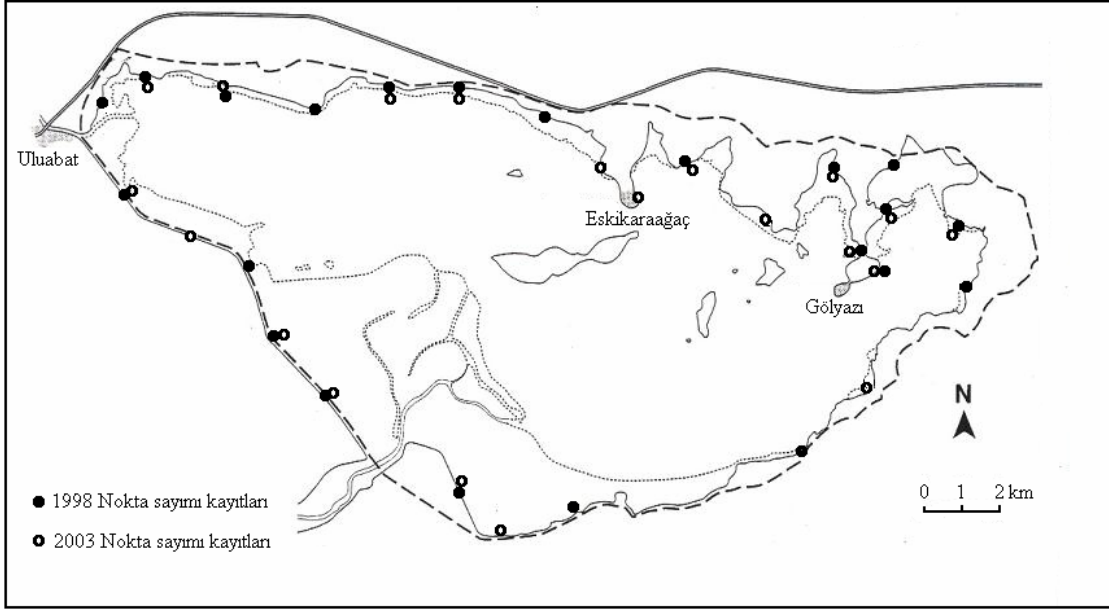 Uluabat
Eskikaraağaç
Gölyazı
N
0 1 2 km
1998 Nokta sayımı kayıtları
2003 Nokta sayımı kayıtları